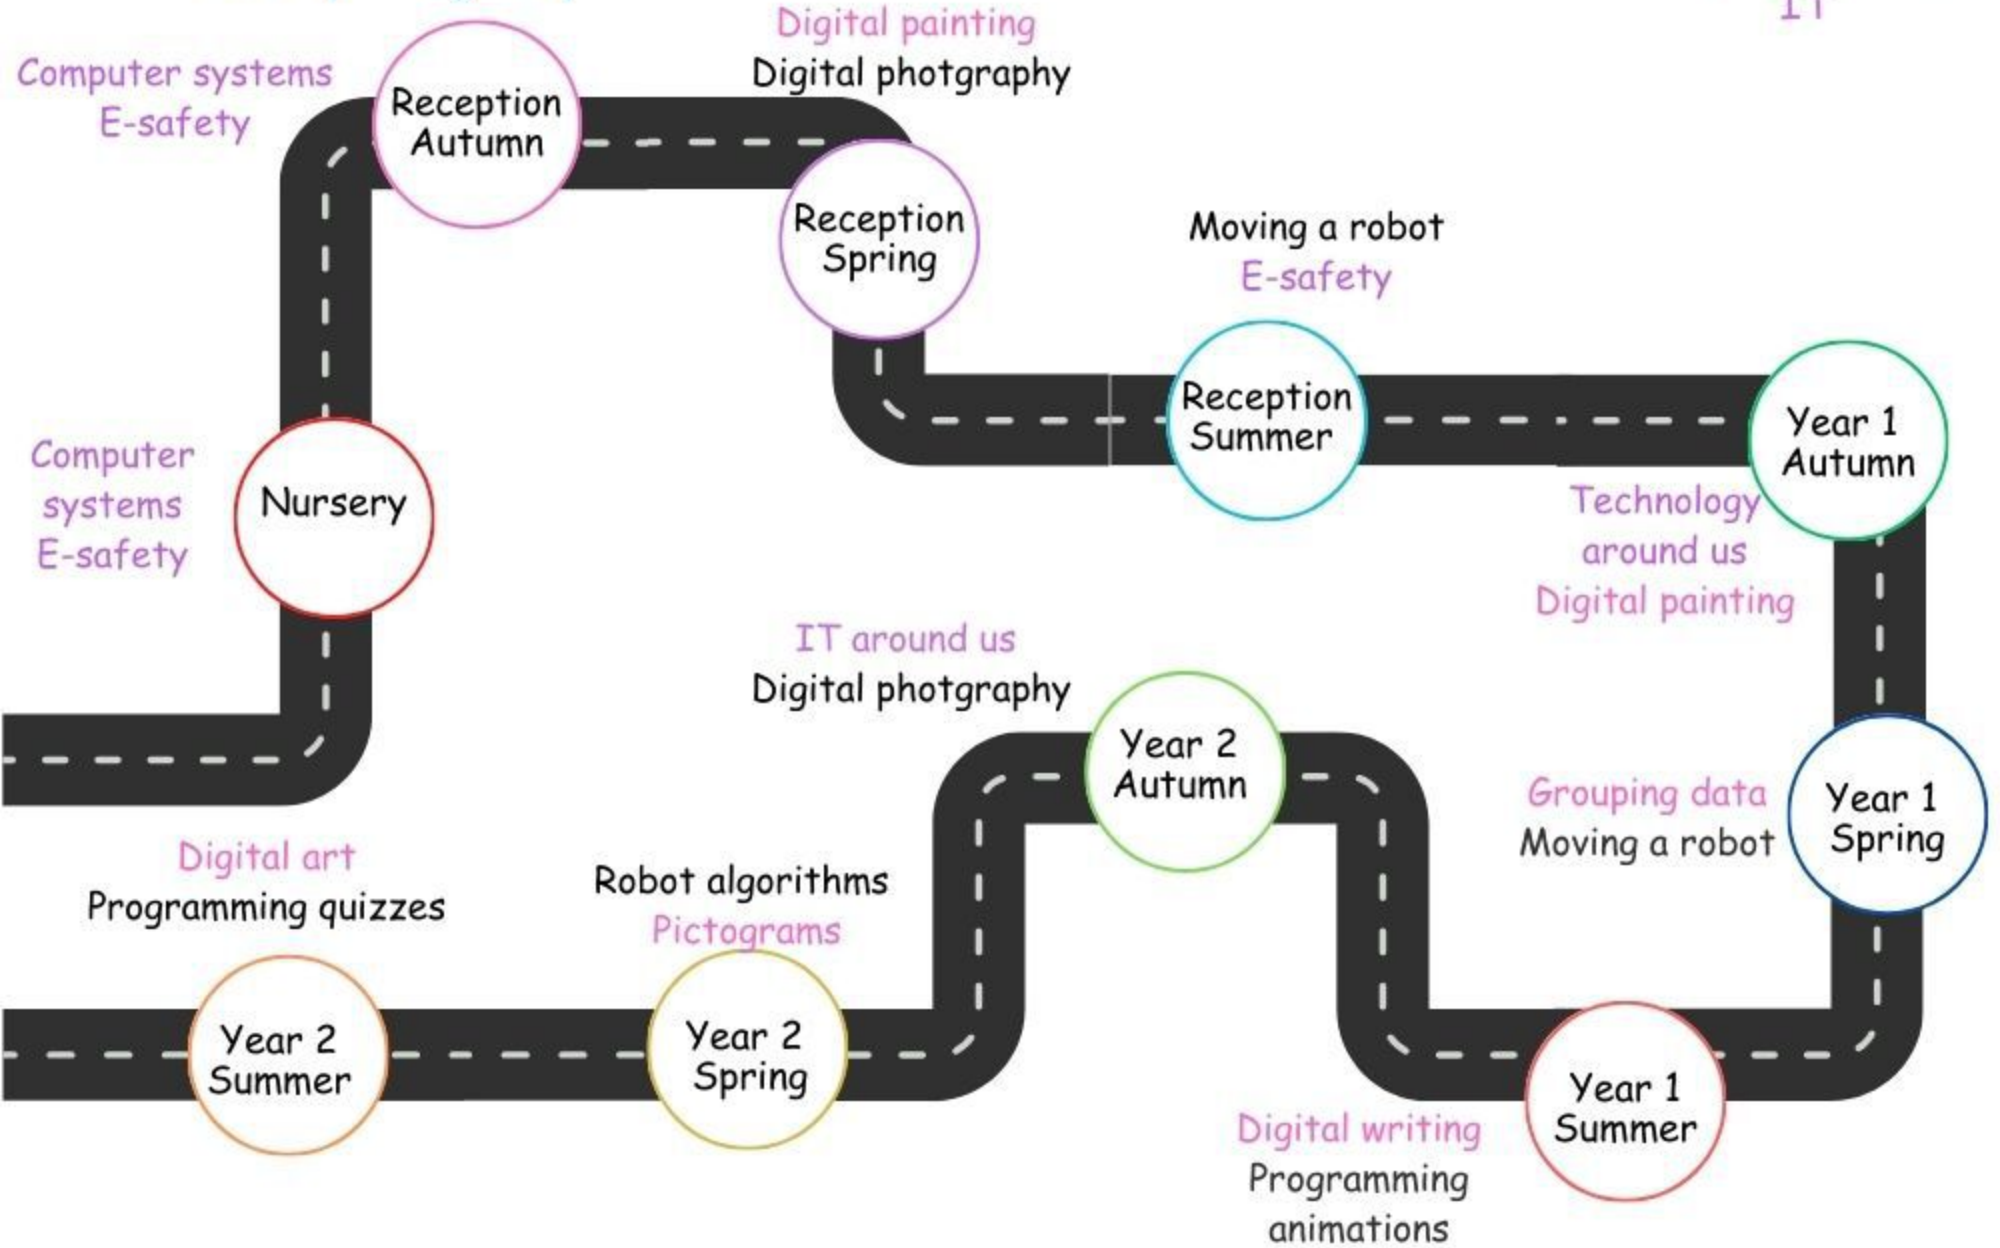 IT
Digital painting
Digital photgraphy
Computer systems
E-safety
Reception
Autumn
Reception
Spring
Moving a robot
E-safety
Reception
Summer
Year 1
Autumn
Technology
around us
Digital painting
Computer
systems
E-safety
Nursery
IT around us
Digital photgraphy
Year 2
Autumn
Grouping data
Moving a robot
Year 1
Spring
Digital art
Programming quizzes
Robot algorithms
Pictograms
Year 2
Summer
Year 2
Spring
Year 1
Summer
Digital writing
Programming
animations